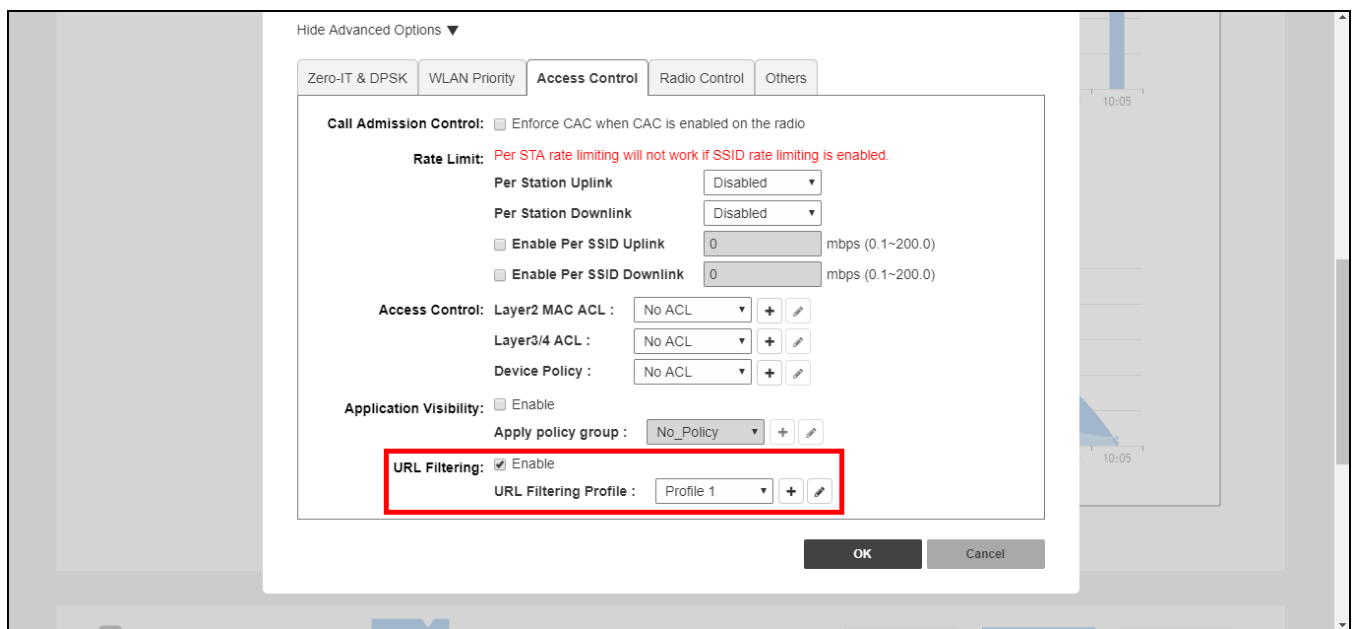 Hide Advanced Options ▼
Zero-IT & DPSK WLAN Priority Access Control Radio Control Others
10:05
Call Admission Control: Enforce CAC when CAC is enabled on the radio
Rate Limit: Per STA rate limiting will not work if SSID rate limiting is enabled.
Per Station Uplink Disabled
Per Station Downlink Disabled
Enable Per SSID Uplink 0 mbps (0.1~200.0)
Enable Per SSID Downlink 0 mbps (0.1~200.0)
Access Control: Layer2 MAC ACL : No ACL
Layer3/4 ACL : No ACL
Device Policy : No ACL
Application Visibility: Enable
Apply policy group : No_Policy
10:05
URL Filtering: Enable
URL Filtering Profile : Profile 1
OK Cancel